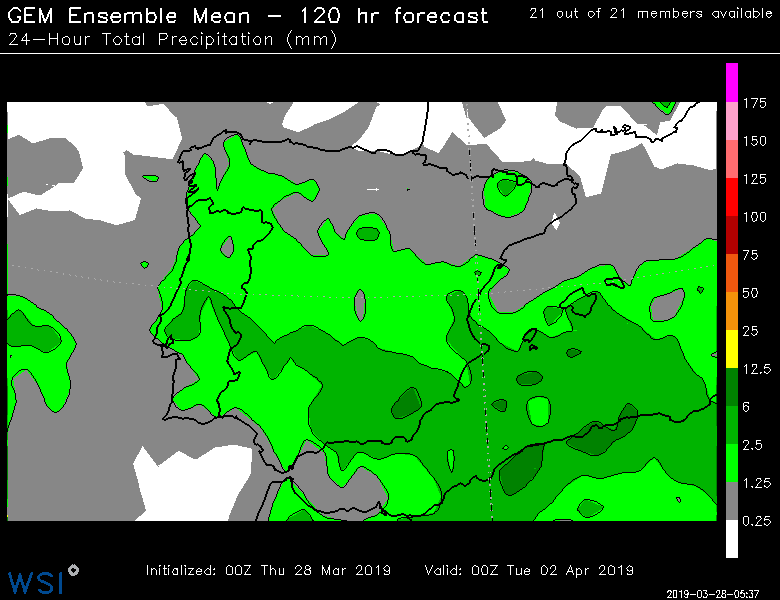 GEM Ensemble Mean – 120 hr forecast
21 out of 21 members available
24–Hour Total Precipitation (mm)
175
150
125
100
75
50
25
12.5
6
2.5
1.25
0.25
Initialized: 00Z Thu 28 Mar 2019
Valid: 00Z Tue 02 Apr 2019
WSI
2019-03-28-05:37